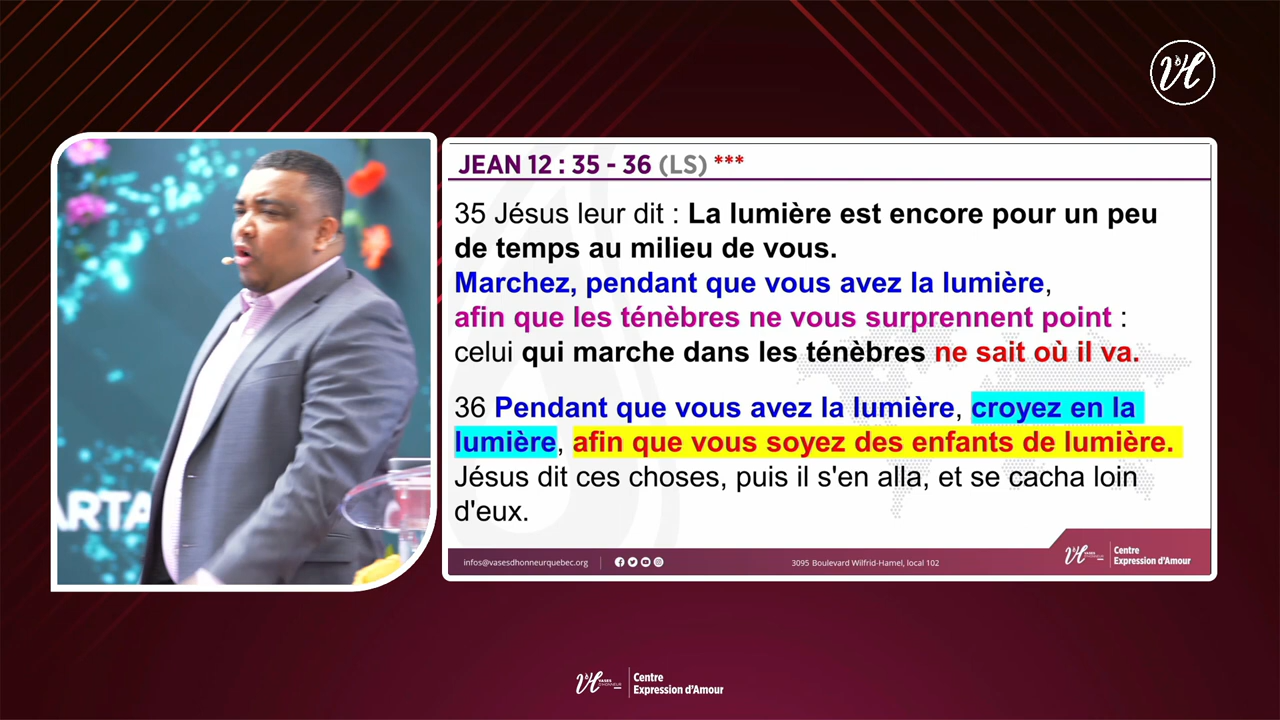 V'H
JEAN 12 : 35 - 36 (LS) ***
35 Jésus leur dit : La lumière est encore pour un peu
de temps au milieu de vous.
Marchez, pendant que vous avez la lumière,
afin que les ténèbres ne vous surprennent point :
celui qui marche dans les ténèbres ne sait où il va.
36 Pendant que vous avez la lumière, croyez en la
lumière, afin que vous soyez des enfants de lumière.
Jésus dit ces choses, puis il s'en alla, et se cacha loin
d'eux.
ARTA
infos@vasesdhonneurquebec.org
3095 Boulevard Wilfrid-Hamel, local 102
Centre
Expression d'Amour
VASES
D'HONNEUR
Centre
Expression d'Amour